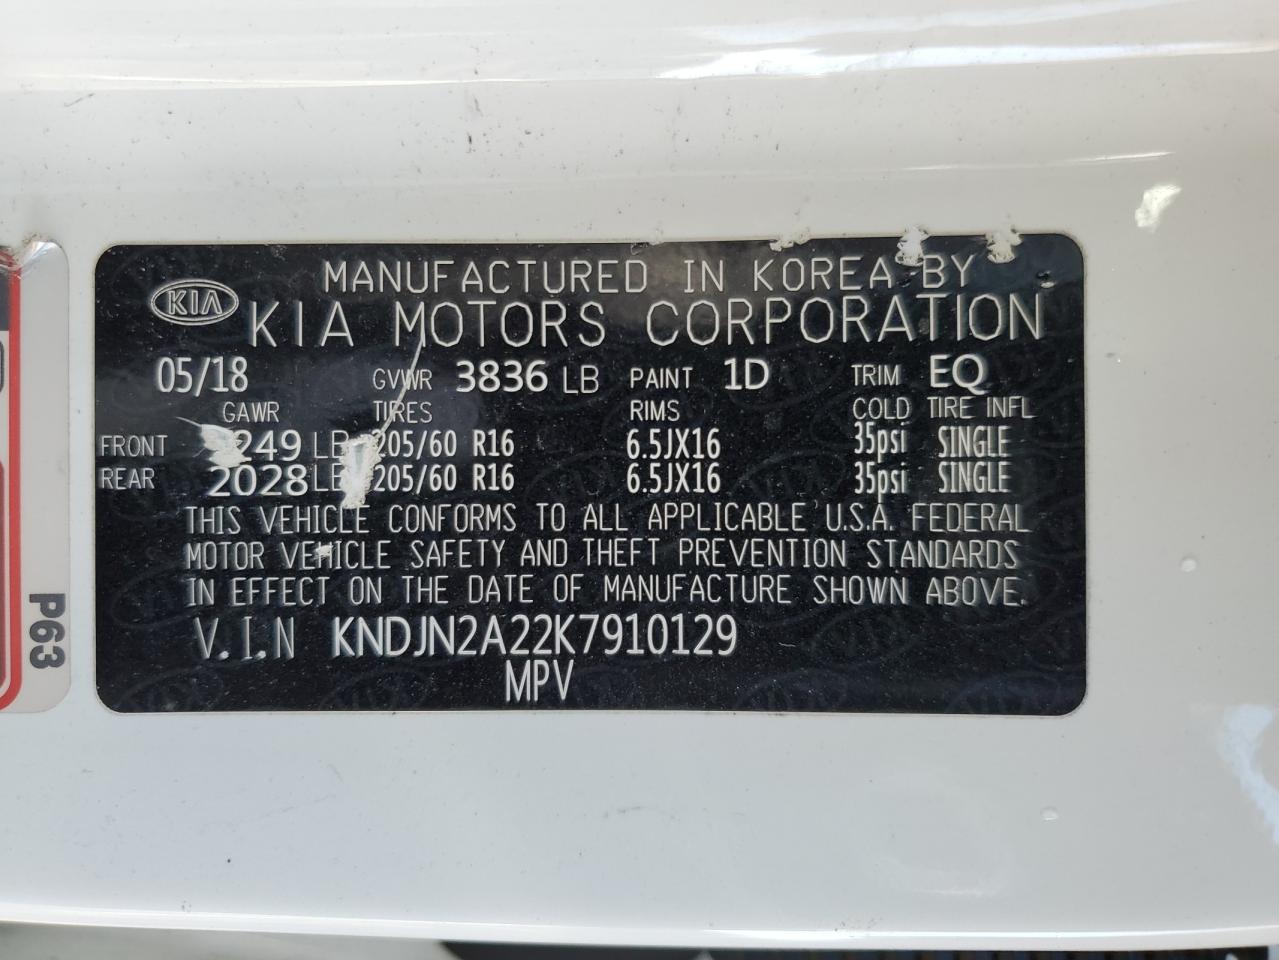 MANUFACTURED IN KOREA BY
KIA KIA MOTORS CORPORATION
05/18 GVWR 3836 LB PAINT 1D TRIM EQ
GAWR TIRES RIMS COLD TIRE INFL
FRONT 249 LB 205/60 R16 6.5JX16 35psi SINGLE
REAR 2028 LB 205/60 R16 6.5JX16 35psi SINGLE
THIS VEHICLE CONFORMS TO ALL APPLICABLE U.S.A. FEDERAL
MOTOR VEHICLE SAFETY AND THEFT PREVENTION STANDARDS
IN EFFECT ON THE DATE OF MANUFACTURE SHOWN ABOVE.
V.I.N KNDJN2A22K7910129
MPV
P63